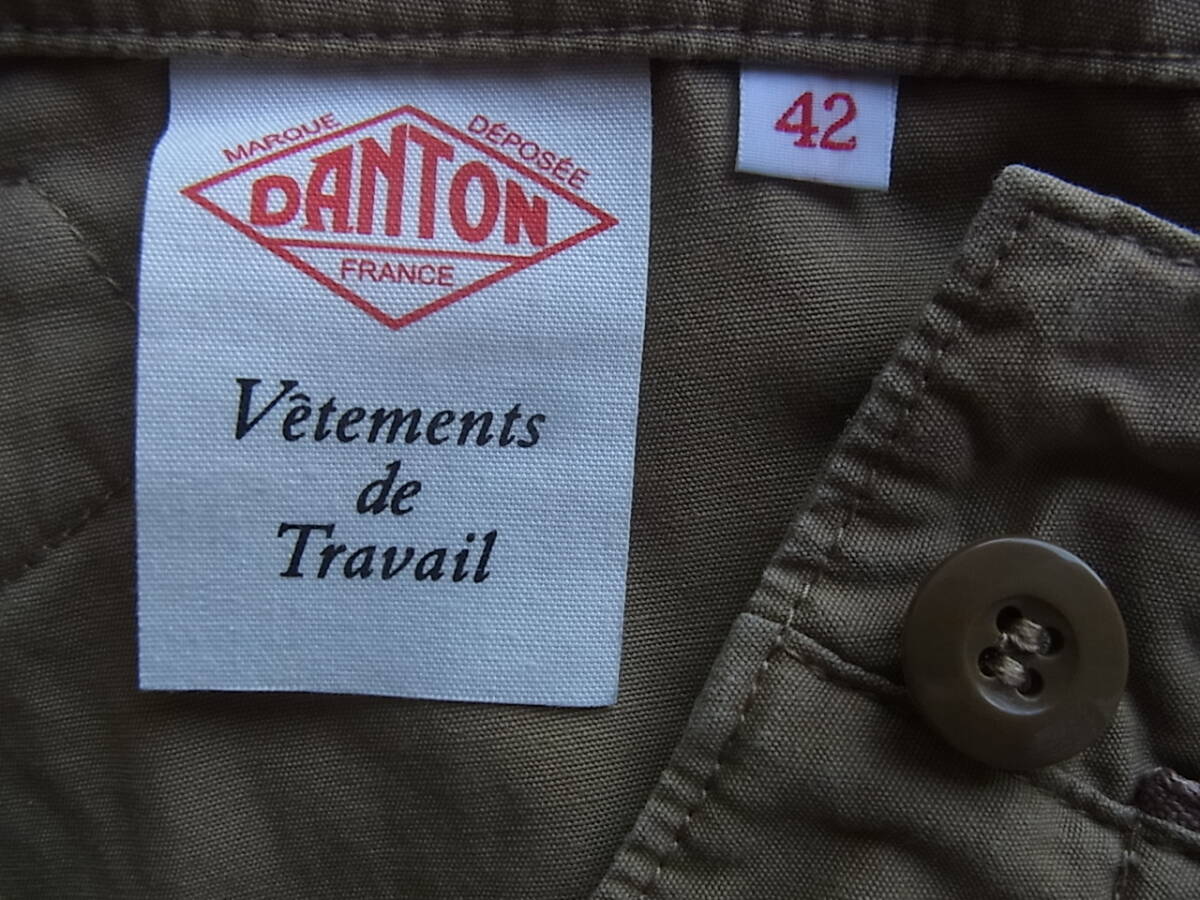 MARQUE DÉPOSÉE
DANTON
FRANCE
Vêtements
de
Travail
42